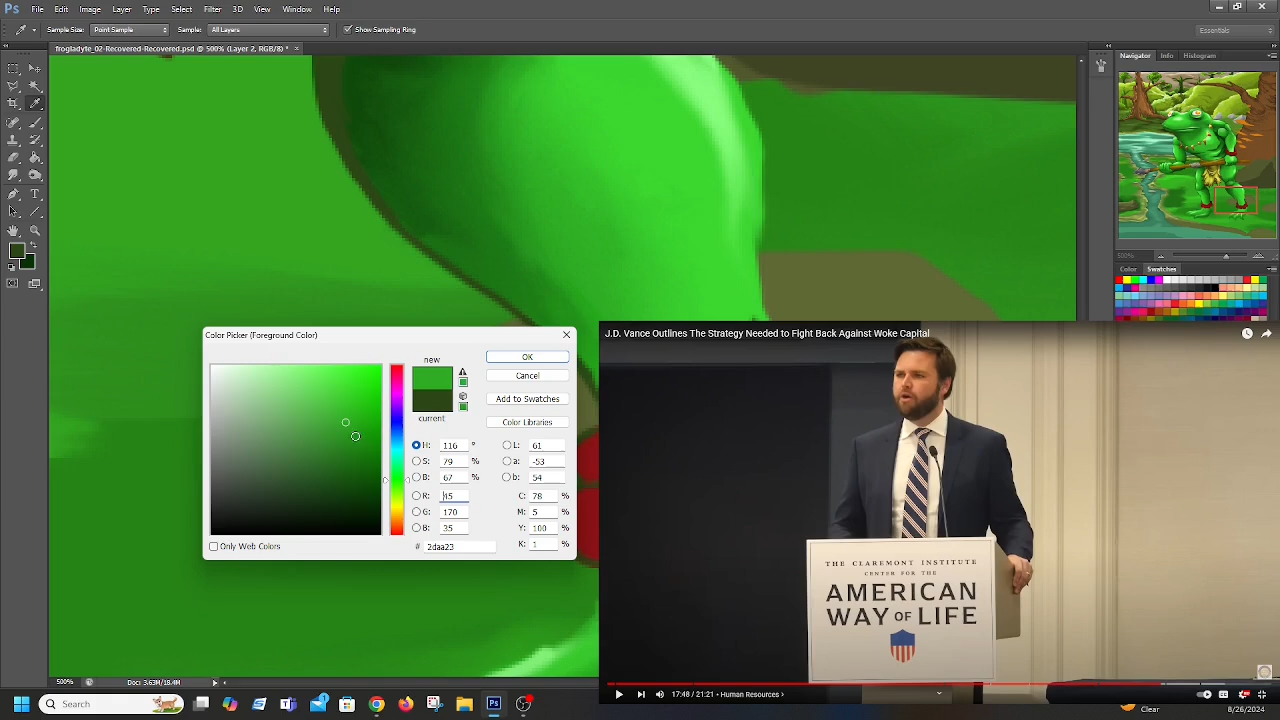 Ps File Edit Image Layer Type Select Filter 3D View Window Help
Sample Size: Point Sample Sample: All Layers Show Sampling Ring Essentials
frogladyte_02-Recovered-Recovered.psd @ 500% (Layer 2, RGB/8) * ×
Navigator Info Histogram
500%
Color Swatches
Color Picker (Foreground Color)
new
current
OK
Cancel
Add to Swatches
Color Libraries
H: 116 ° L: 61
S: 79 % a: -53
B: 67 % b: 54
R: 45 C: 78 %
G: 170 M: 5 %
B: 35 Y: 100 %
# 2daa23 K: 1 %
Only Web Colors
J.D. Vance Outlines The Strategy Needed to Fight Back Against Woke Capital
THE CLAREMONT INSTITUTE
CENTER FOR THE
AMERICAN
WAY OF LIFE
17:48 / 21:21 • Human Resources >
500% Doc: 3.63M/18.4M
Search
Clear
8/26/2024